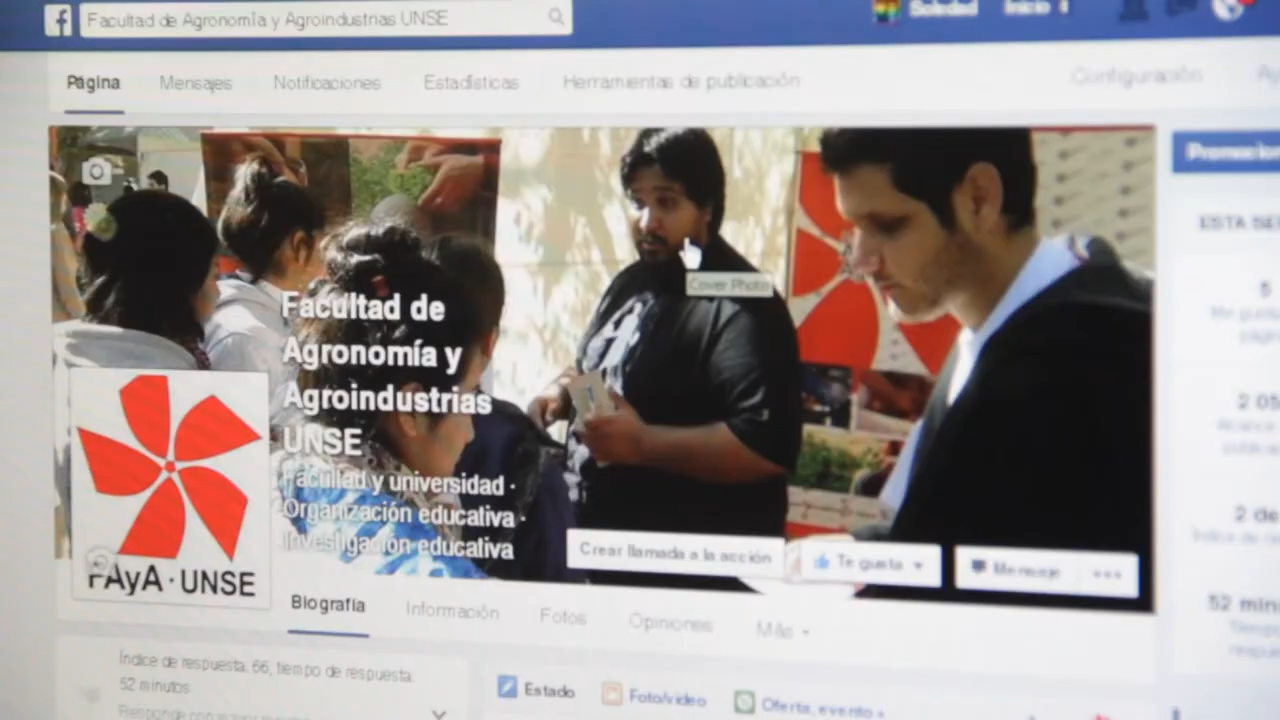 Facultad de Agronomía y Agroindustrias UNSE
Soledad Inicio
Página Mensajes Notificaciones Estadísticas Herramientas de publicación Configuración
Cover Photo
Facultad de
Agronomía y
Agroindustrias
UNSE
Facultad y universidad ·
Organización educativa ·
Investigación educativa
FAyA · UNSE
Crear llamada a la acción Te gusta Mensaje
Biografía Información Fotos Opiniones Más
Índice de respuesta. 66, tiempo de respuesta:
52 minutos
Estado Foto/video Oferta, evento
ESTA
5
2 05
2 de
52 min